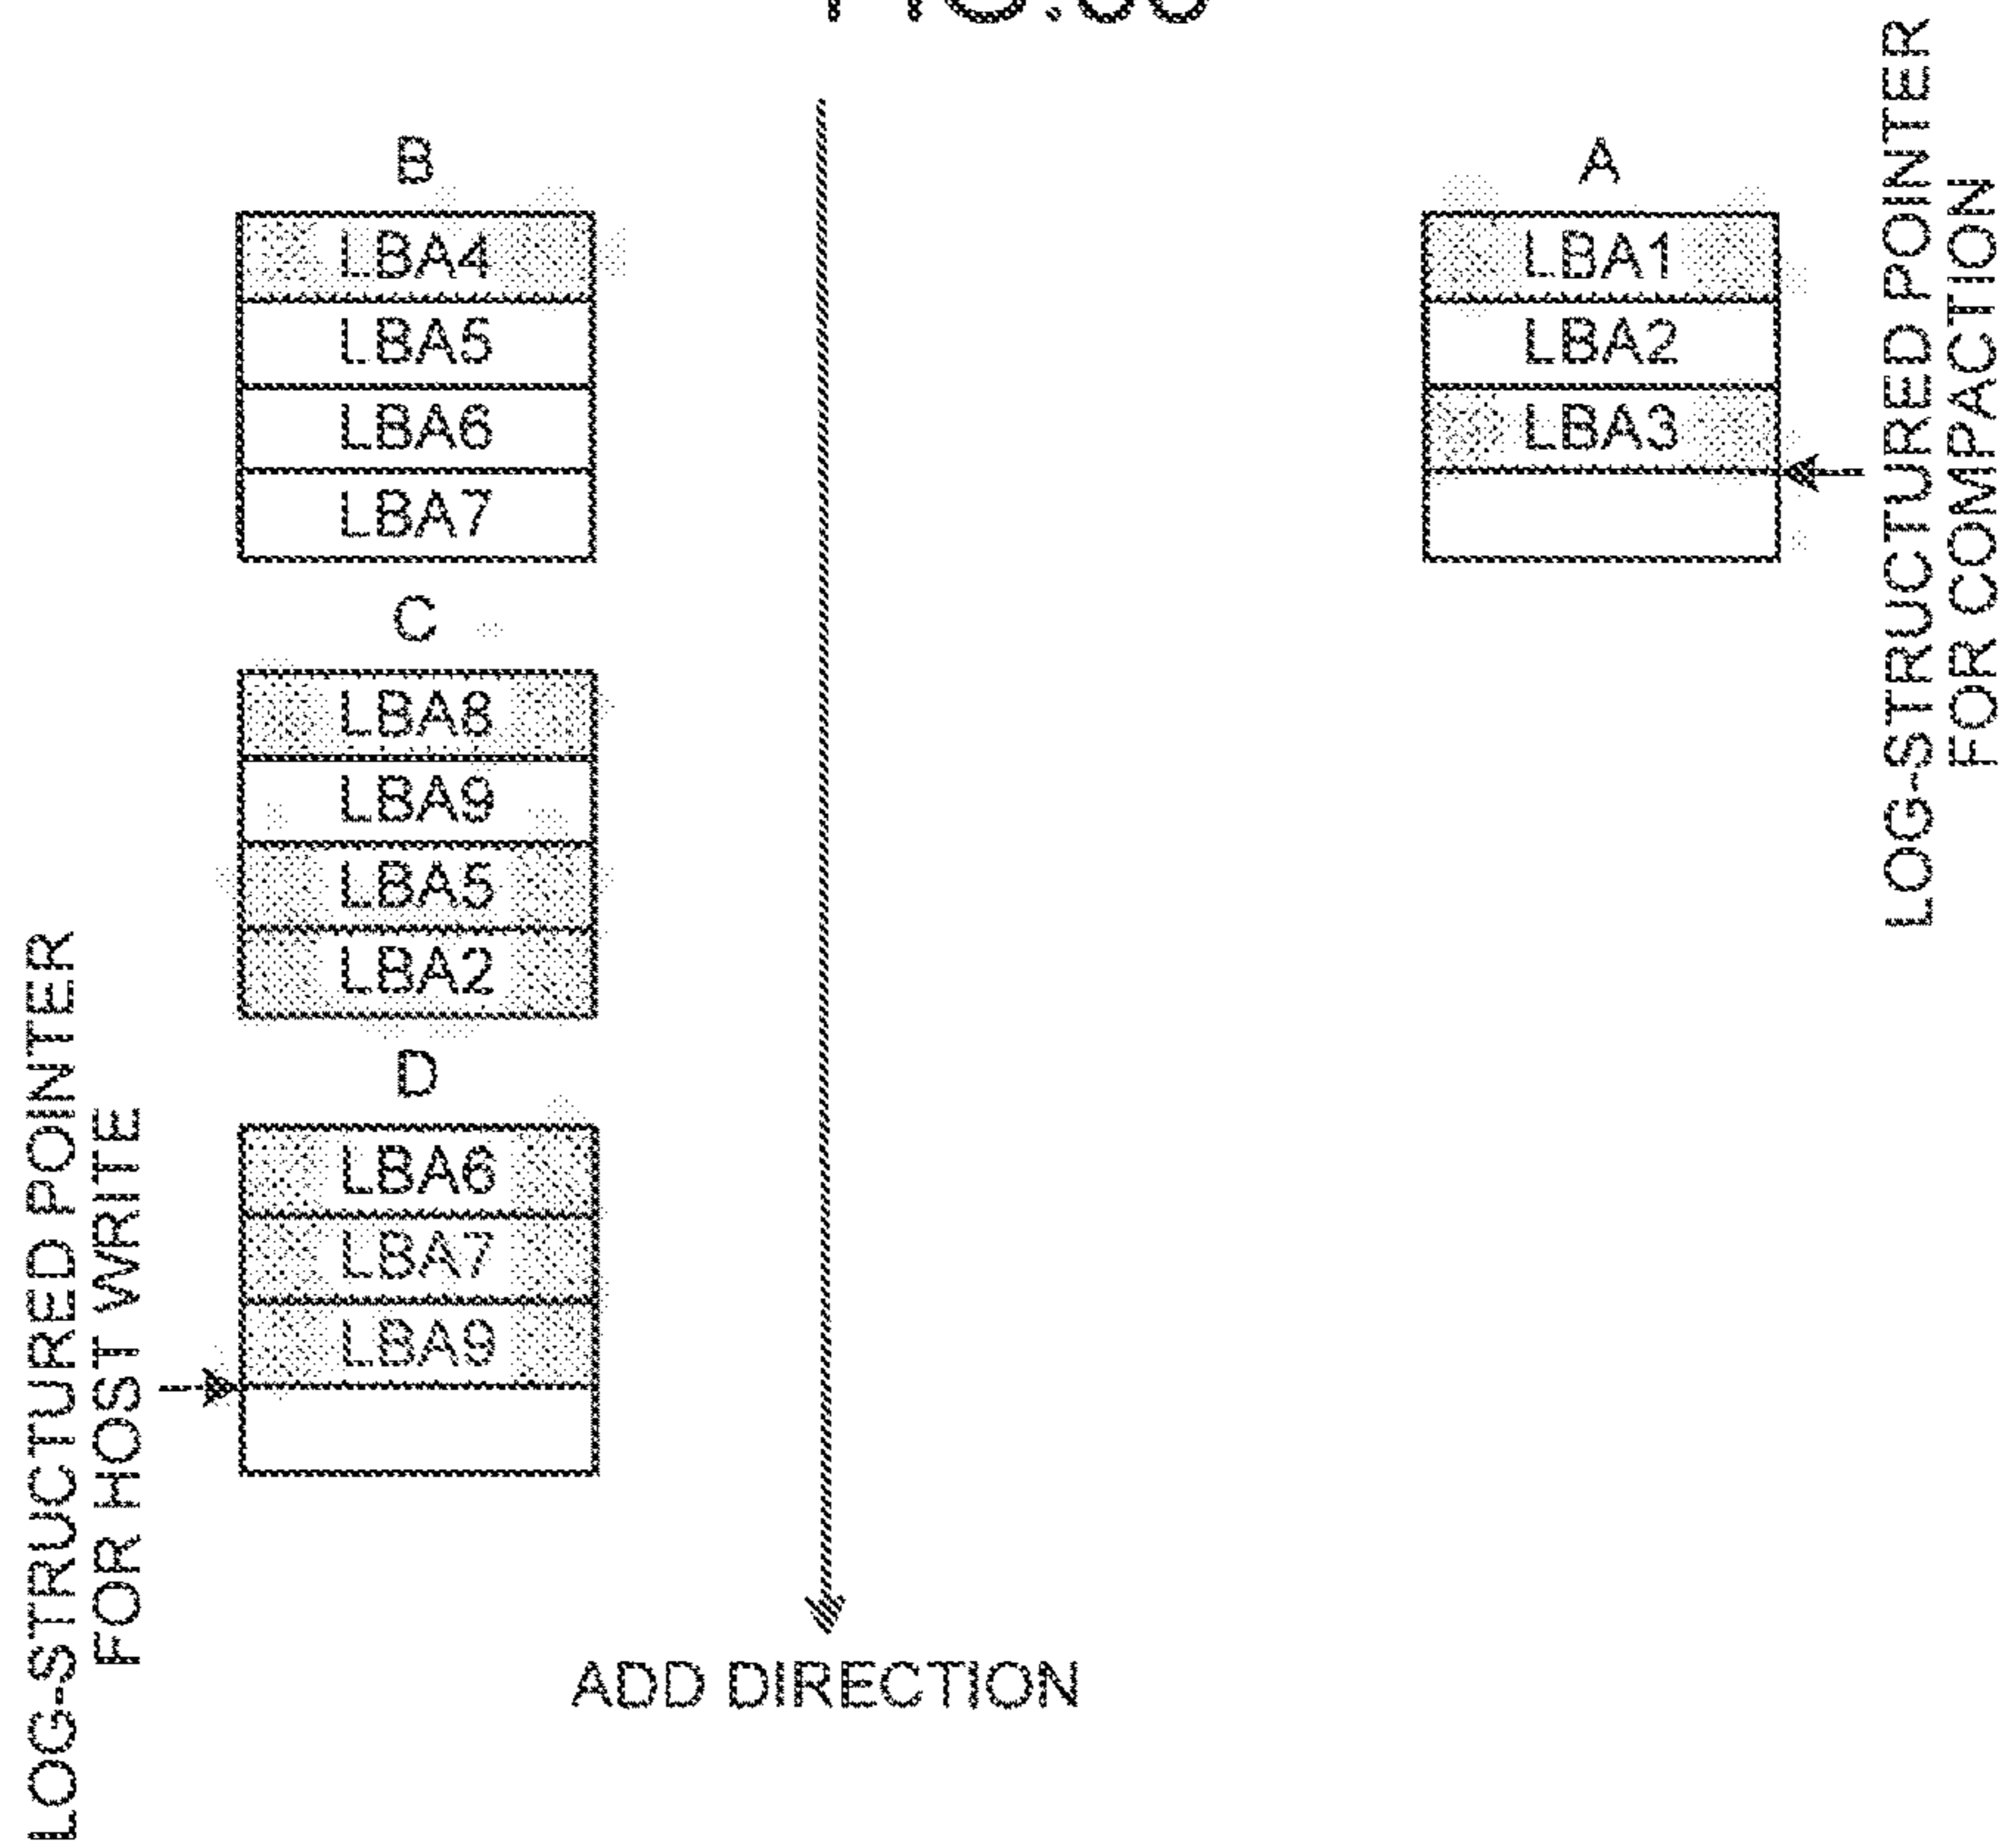 B
LBA4
LBA5
LBA6
LBA7
C
LBA8
LBA9
LBA5
LBA2
D
LBA6
LBA7
LBA9
LOG-STRUCTURED POINTER
FOR HOST WRITE
ADD DIRECTION
A
LBA1
LBA2
LBA3
LOG-STRUCTURED POINTER
FOR COMPACTION